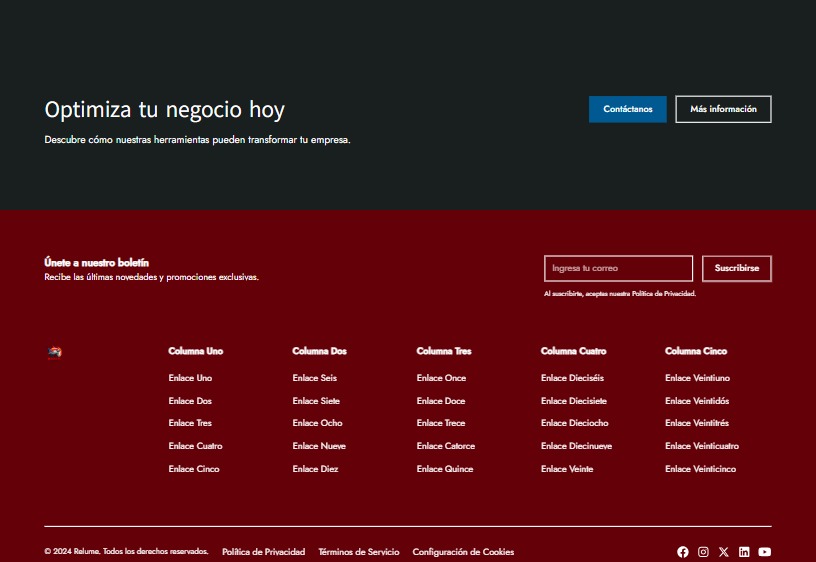 Optimiza tu negocio hoy
Descubre cómo nuestras herramientas pueden transformar tu empresa.
Contáctanos
Más información
Únete a nuestro boletín
Recibe las últimas novedades y promociones exclusivas.
Ingresa tu correo
Suscribirse
Al suscribirte, aceptas nuestra Política de Privacidad.
Columna Uno
Enlace Uno
Enlace Dos
Enlace Tres
Enlace Cuatro
Enlace Cinco
Columna Dos
Enlace Seis
Enlace Siete
Enlace Ocho
Enlace Nueve
Enlace Diez
Columna Tres
Enlace Once
Enlace Doce
Enlace Trece
Enlace Catorce
Enlace Quince
Columna Cuatro
Enlace Dieciséis
Enlace Diecisiete
Enlace Dieciocho
Enlace Diecinueve
Enlace Veinte
Columna Cinco
Enlace Veintiuno
Enlace Veintidós
Enlace Veintitrés
Enlace Veinticuatro
Enlace Veinticinco
© 2024 Relume. Todos los derechos reservados.
Política de Privacidad
Términos de Servicio
Configuración de Cookies